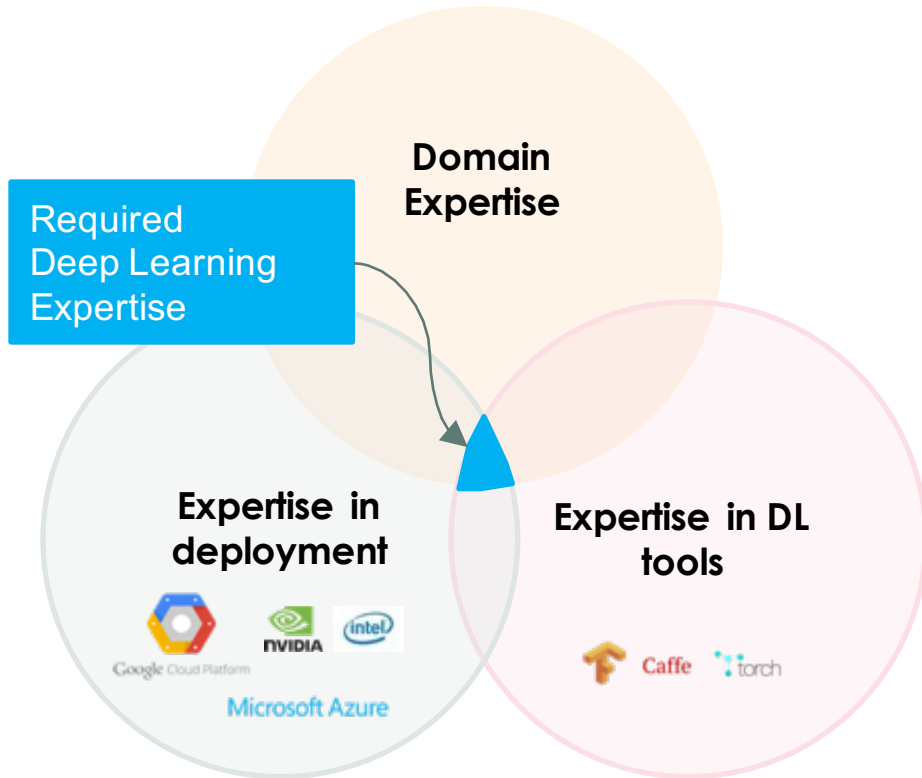 Domain
Expertise
Required
Deep Learning
Expertise
Expertise in
deployment
Expertise in DL
tools
Google Cloud Platform
NVIDIA
intel
Microsoft Azure
Caffe
torch